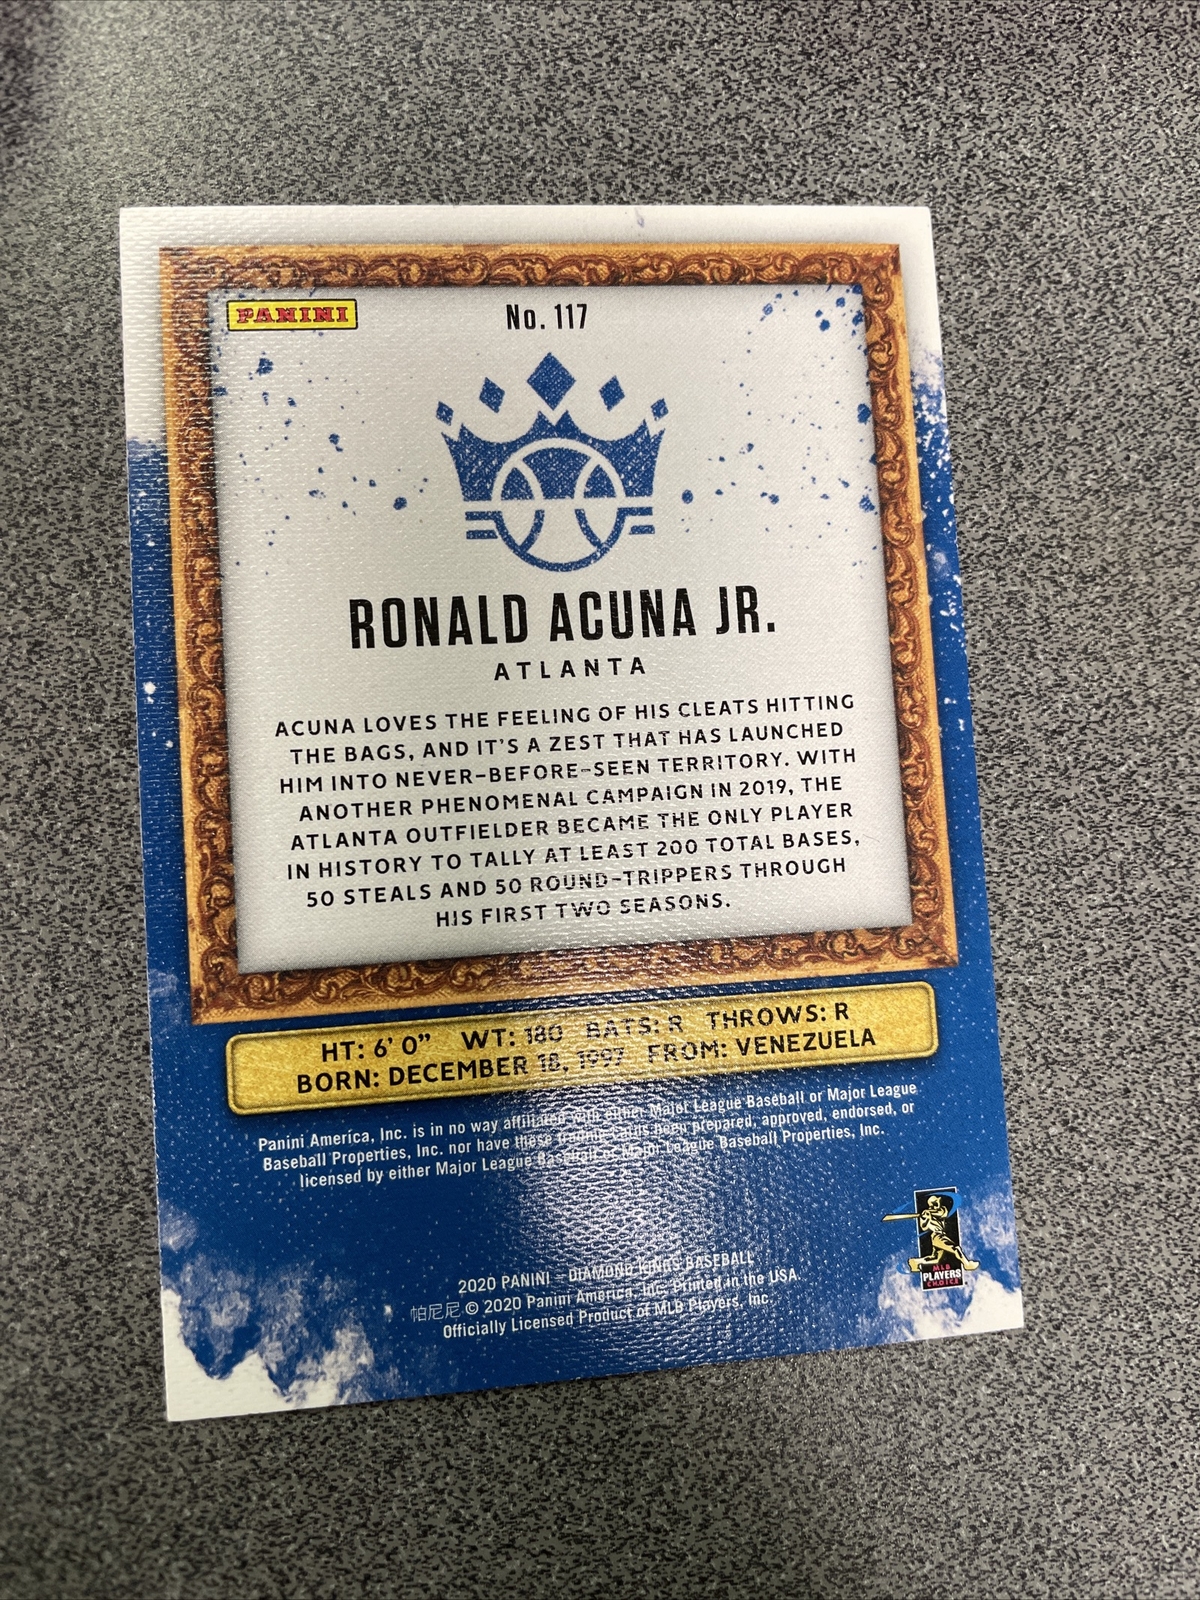 PANINI
No. 117
RONALD ACUNA JR.
ATLANTA
ACUNA LOVES THE FEELING OF HIS CLEATS HITTING
THE BAGS, AND IT'S A ZEST THAT HAS LAUNCHED
HIM INTO NEVER-BEFORE-SEEN TERRITORY. WITH
ANOTHER PHENOMENAL CAMPAIGN IN 2019, THE
ATLANTA OUTFIELDER BECAME THE ONLY PLAYER
IN HISTORY TO TALLY AT LEAST 200 TOTAL BASES,
50 STEALS AND 50 ROUND-TRIPPERS THROUGH
HIS FIRST TWO SEASONS.
HT: 6' 0" WT: 180 BATS: R THROWS: R
BORN: DECEMBER 18, 1997 FROM: VENEZUELA
Panini America, Inc. is in no way affiliated with either Major League Baseball or Major League
Baseball Properties, Inc. nor have these trading cards been prepared, approved, endorsed, or
licensed by either Major League Baseball or Major League Baseball Properties, Inc.
MLB
PLAYERS
CHOICE
2020 PANINI – DIAMOND KINGS BASEBALL
帕尼尼 © 2020 Panini America, Inc. Printed in the USA.
Officially Licensed Product of MLB Players, Inc.